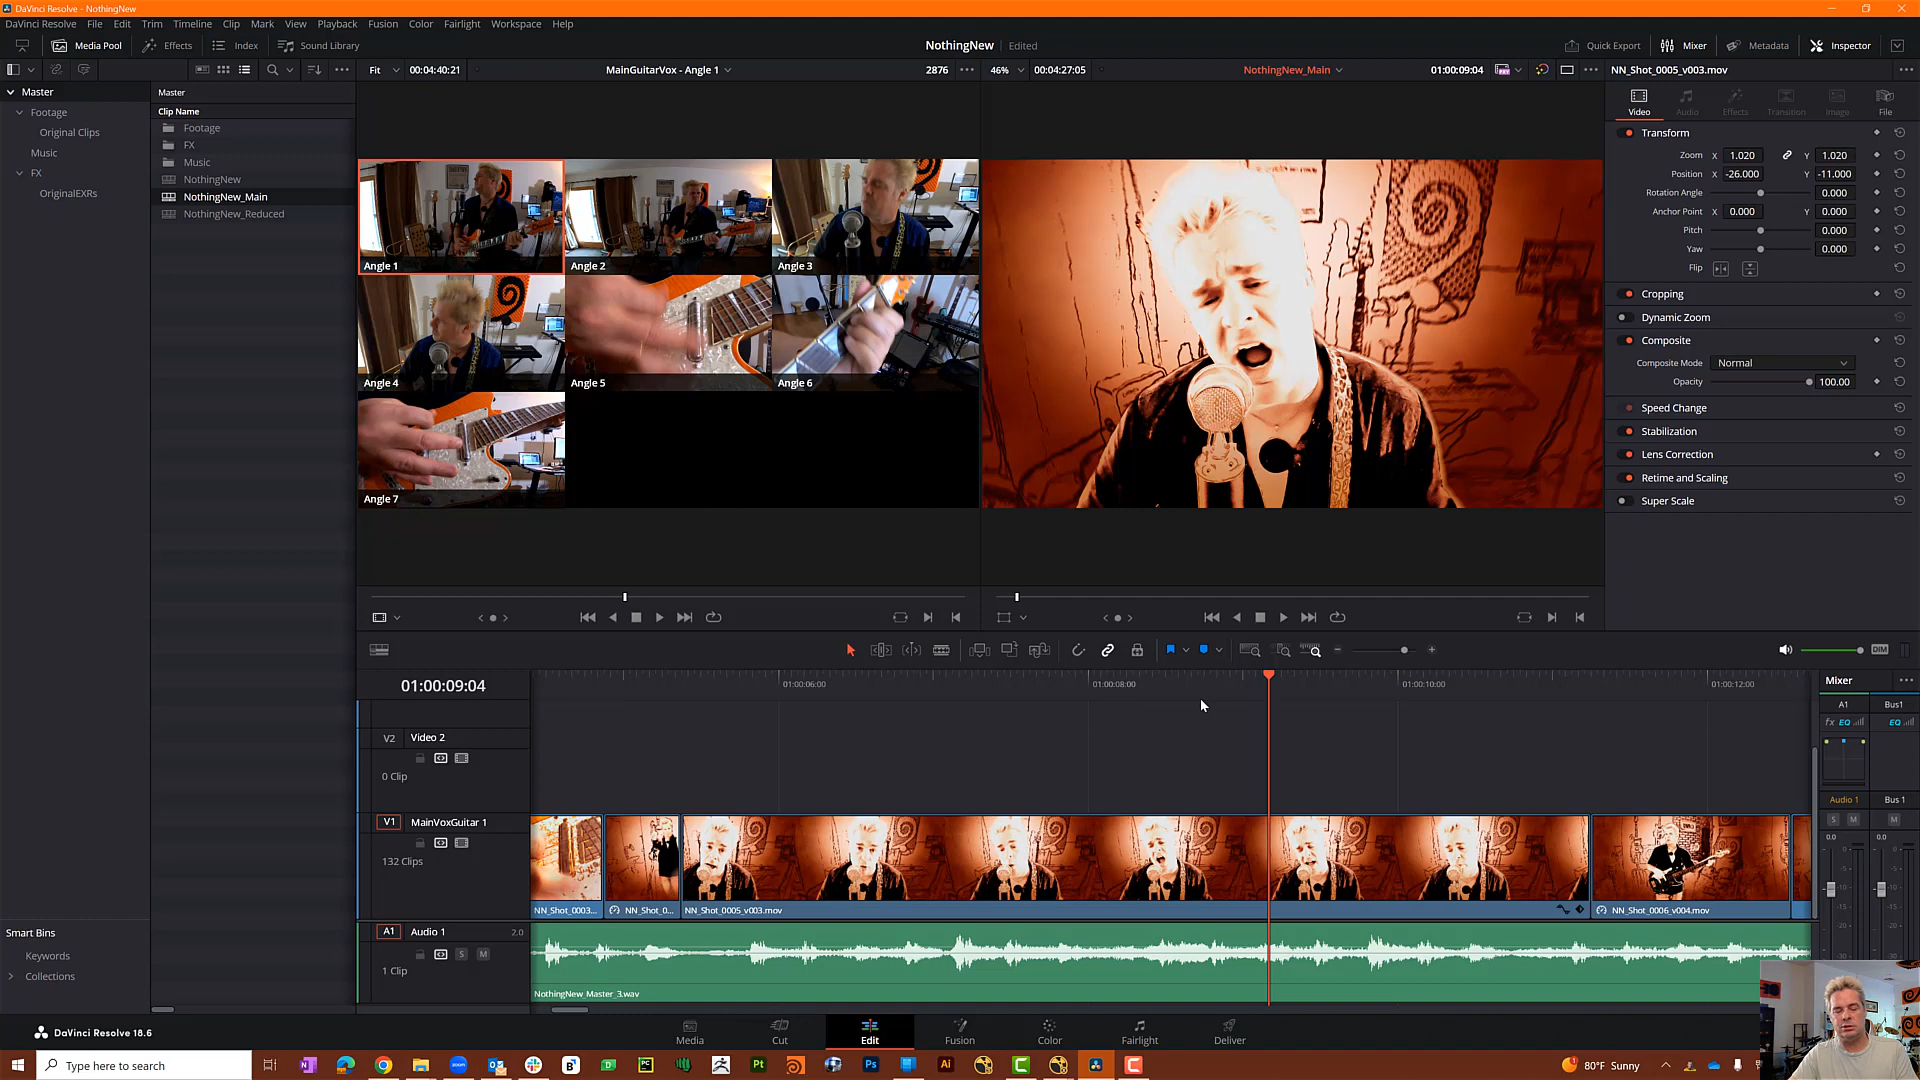 DaVinci Resolve - NothingNew
DaVinci Resolve File Edit Trim Timeline Clip Mark View Playback Fusion Color Fairlight Workspace Help
Media Pool Effects Index Sound Library
NothingNew Edited
Quick Export Mixer Metadata Inspector
Fit 00:04:40:21 MainGuitarVox - Angle 1 2876
46% 00:04:27:05 NothingNew_Main 01:00:09:04
NN_Shot_0005_v003.mov
Master
Footage
Original Clips
Music
FX
OriginalEXRs
Master
Clip Name
Footage
FX
Music
NothingNew
NothingNew_Main
NothingNew_Reduced
Angle 1
Angle 2
Angle 3
Angle 4
Angle 5
Angle 6
Angle 7
Video Audio Effects Transition Image File
Transform
Zoom X 1.020 Y 1.020
Position X -26.000 Y -11.000
Rotation Angle 0.000
Anchor Point X 0.000 Y 0.000
Pitch 0.000
Yaw 0.000
Flip
Cropping
Dynamic Zoom
Composite
Composite Mode Normal
Opacity 100.00
Speed Change
Stabilization
Lens Correction
Retime and Scaling
Super Scale
DIM
01:00:09:04
01:00:06:00 01:00:08:00 01:00:10:00 01:00:12:00
V2 Video 2
0 Clip
V1 MainVoxGuitar 1
132 Clips
NN_Shot_0003... NN_Shot_0... NN_Shot_0005_v003.mov NN_Shot_0006_v004.mov
A1 Audio 1 2.0
S M
1 Clip
NothingNew_Master_3.wav
Mixer
A1 Bus1
fx EQ EQ
Audio 1 Bus 1
S M M
0.0 0.0
Smart Bins
Keywords
Collections
DaVinci Resolve 18.6
Media Cut Edit Fusion Color Fairlight Deliver
Type here to search
80°F Sunny